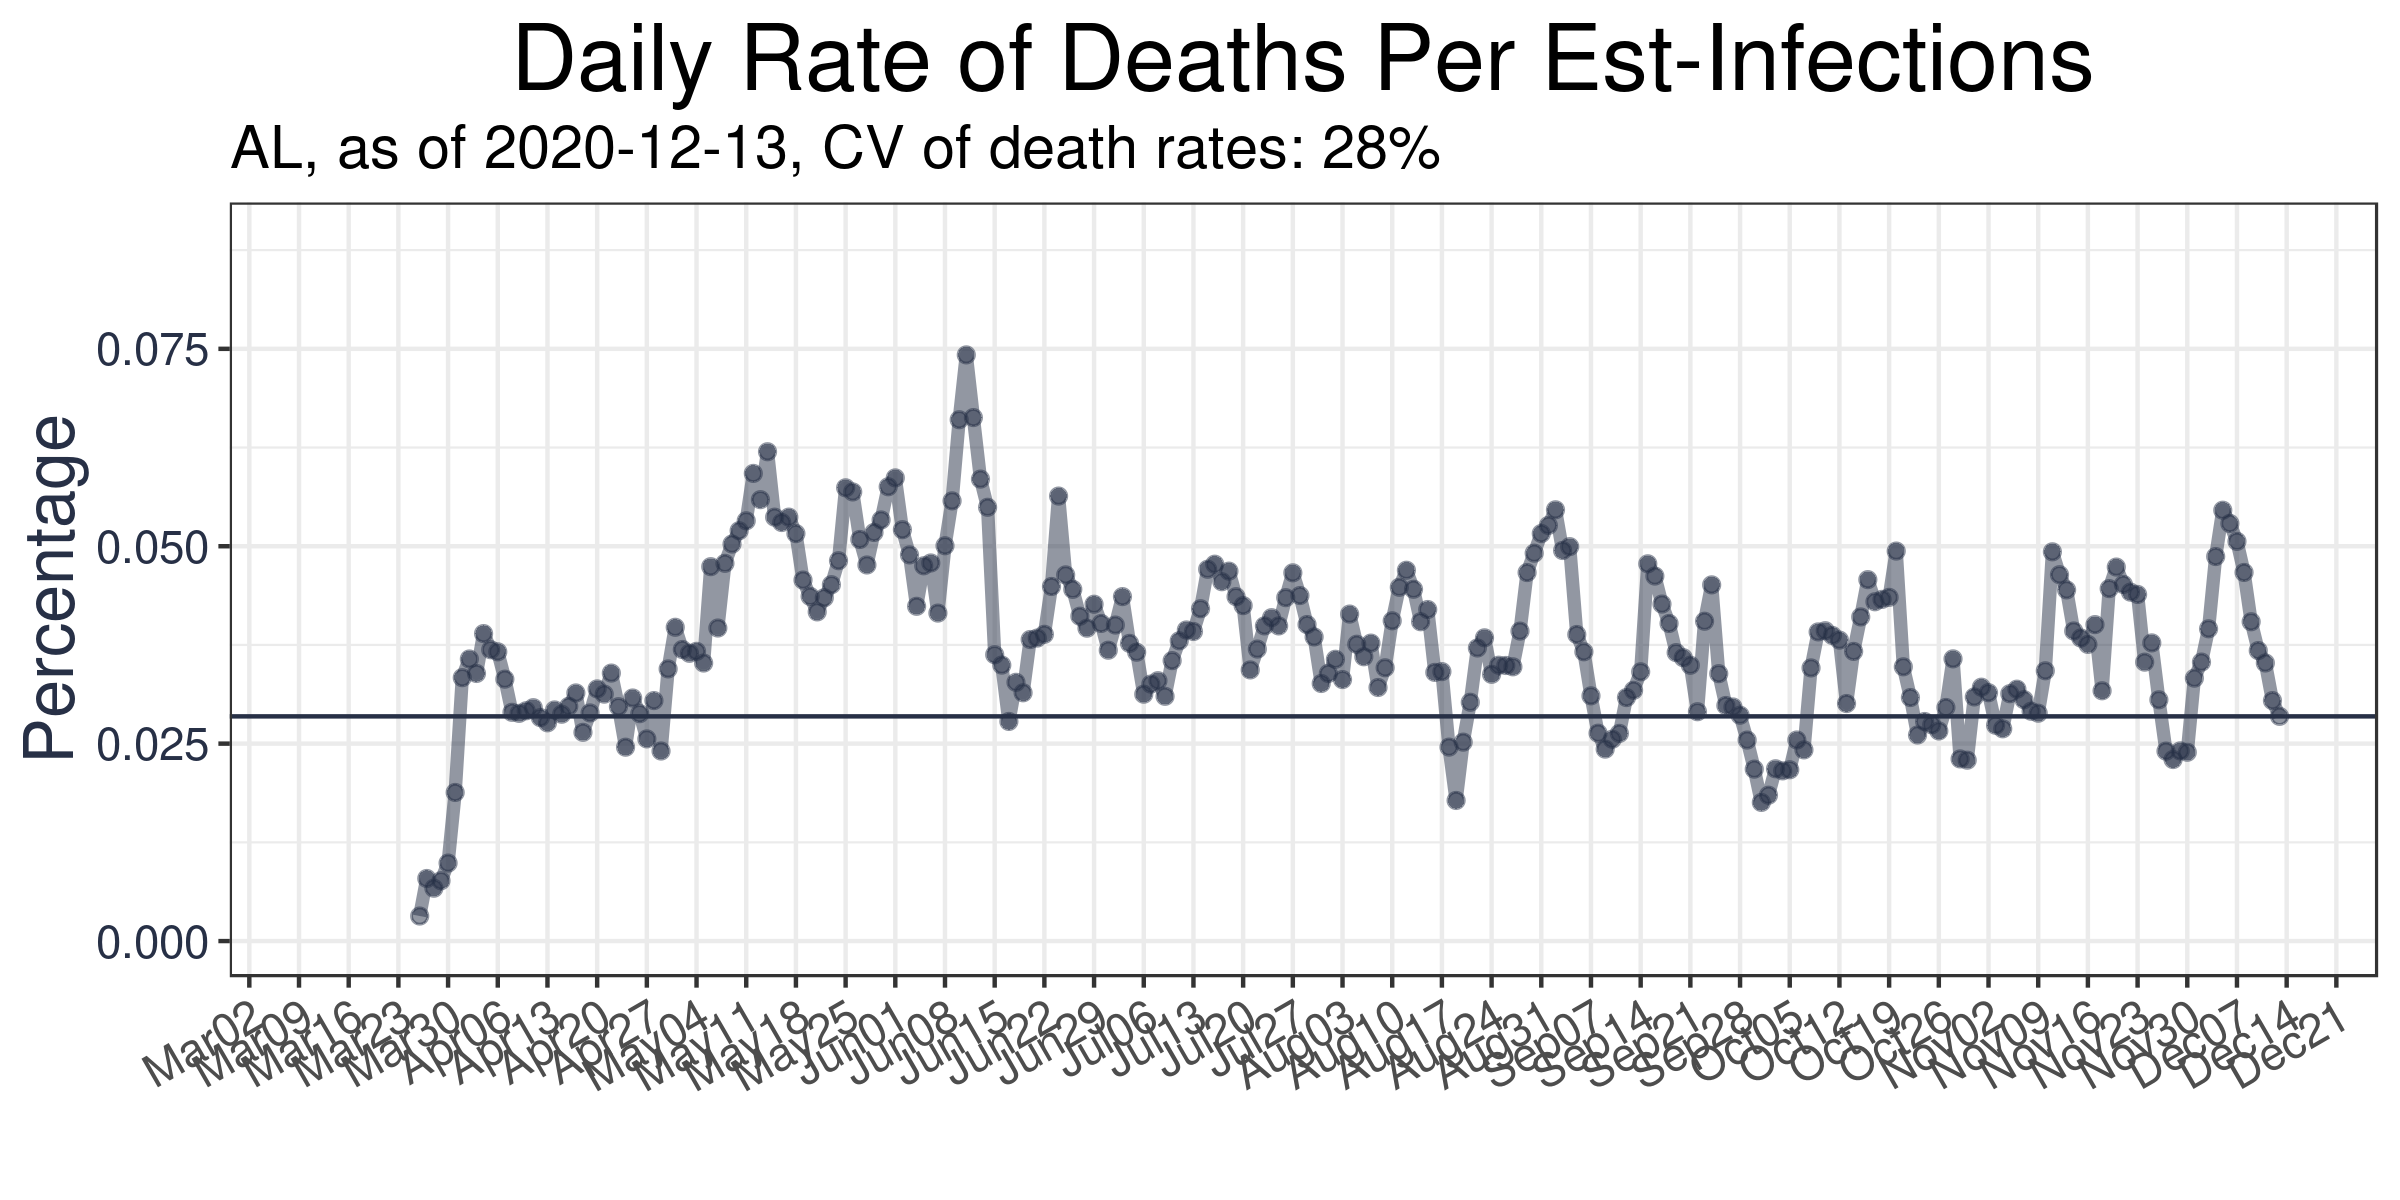 Daily Rate of Deaths Per Est-Infections
AL, as of 2020-12-13, CV of death rates: 28%
Percentage
0.075
0.050
0.025
0.000
Mar02
Mar09
Mar16
Mar23
Mar30
Apr06
Apr13
Apr20
Apr27
May04
May11
May18
May25
Jun01
Jun08
Jun15
Jun22
Jun29
Jul06
Jul13
Jul20
Jul27
Aug03
Aug10
Aug17
Aug24
Aug31
Sep07
Sep14
Sep21
Sep28
Oct05
Oct12
Oct19
Oct26
Nov02
Nov09
Nov16
Nov23
Nov30
Dec07
Dec14
Dec21